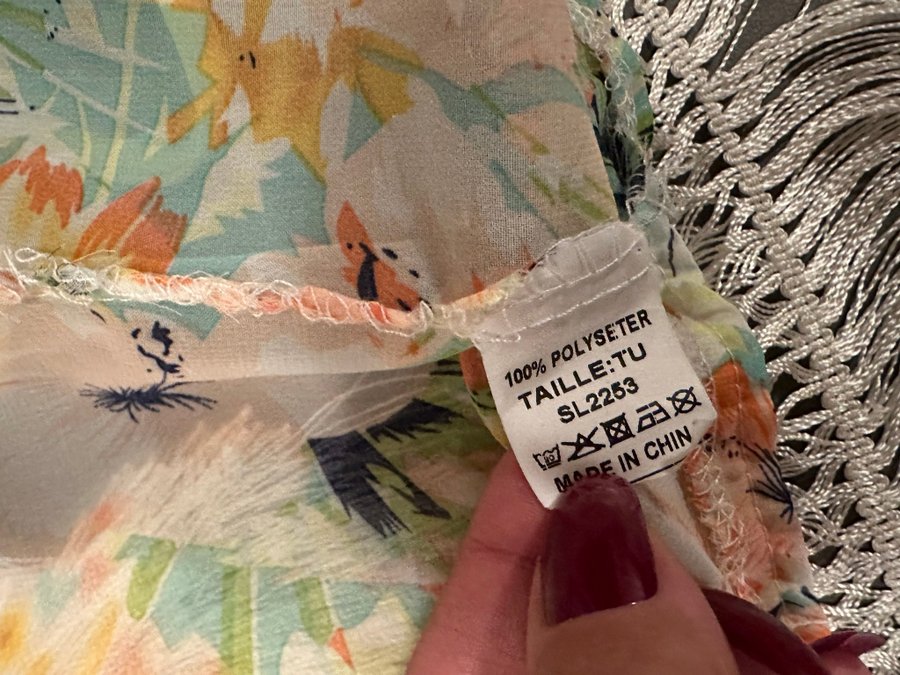 100% POLYSETER
TAILLE:TU
SL2253
MADE IN CHIN